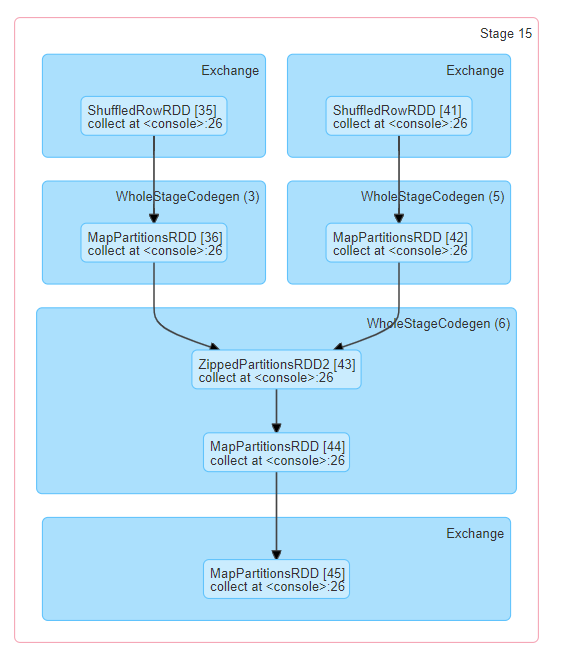 Stage 15
Exchange
ShuffledRowRDD [35]
collect at <console>:26
Exchange
ShuffledRowRDD [41]
collect at <console>:26
WholeStageCodegen (3)
MapPartitionsRDD [36]
collect at <console>:26
WholeStageCodegen (5)
MapPartitionsRDD [42]
collect at <console>:26
WholeStageCodegen (6)
ZippedPartitionsRDD2 [43]
collect at <console>:26
MapPartitionsRDD [44]
collect at <console>:26
Exchange
MapPartitionsRDD [45]
collect at <console>:26